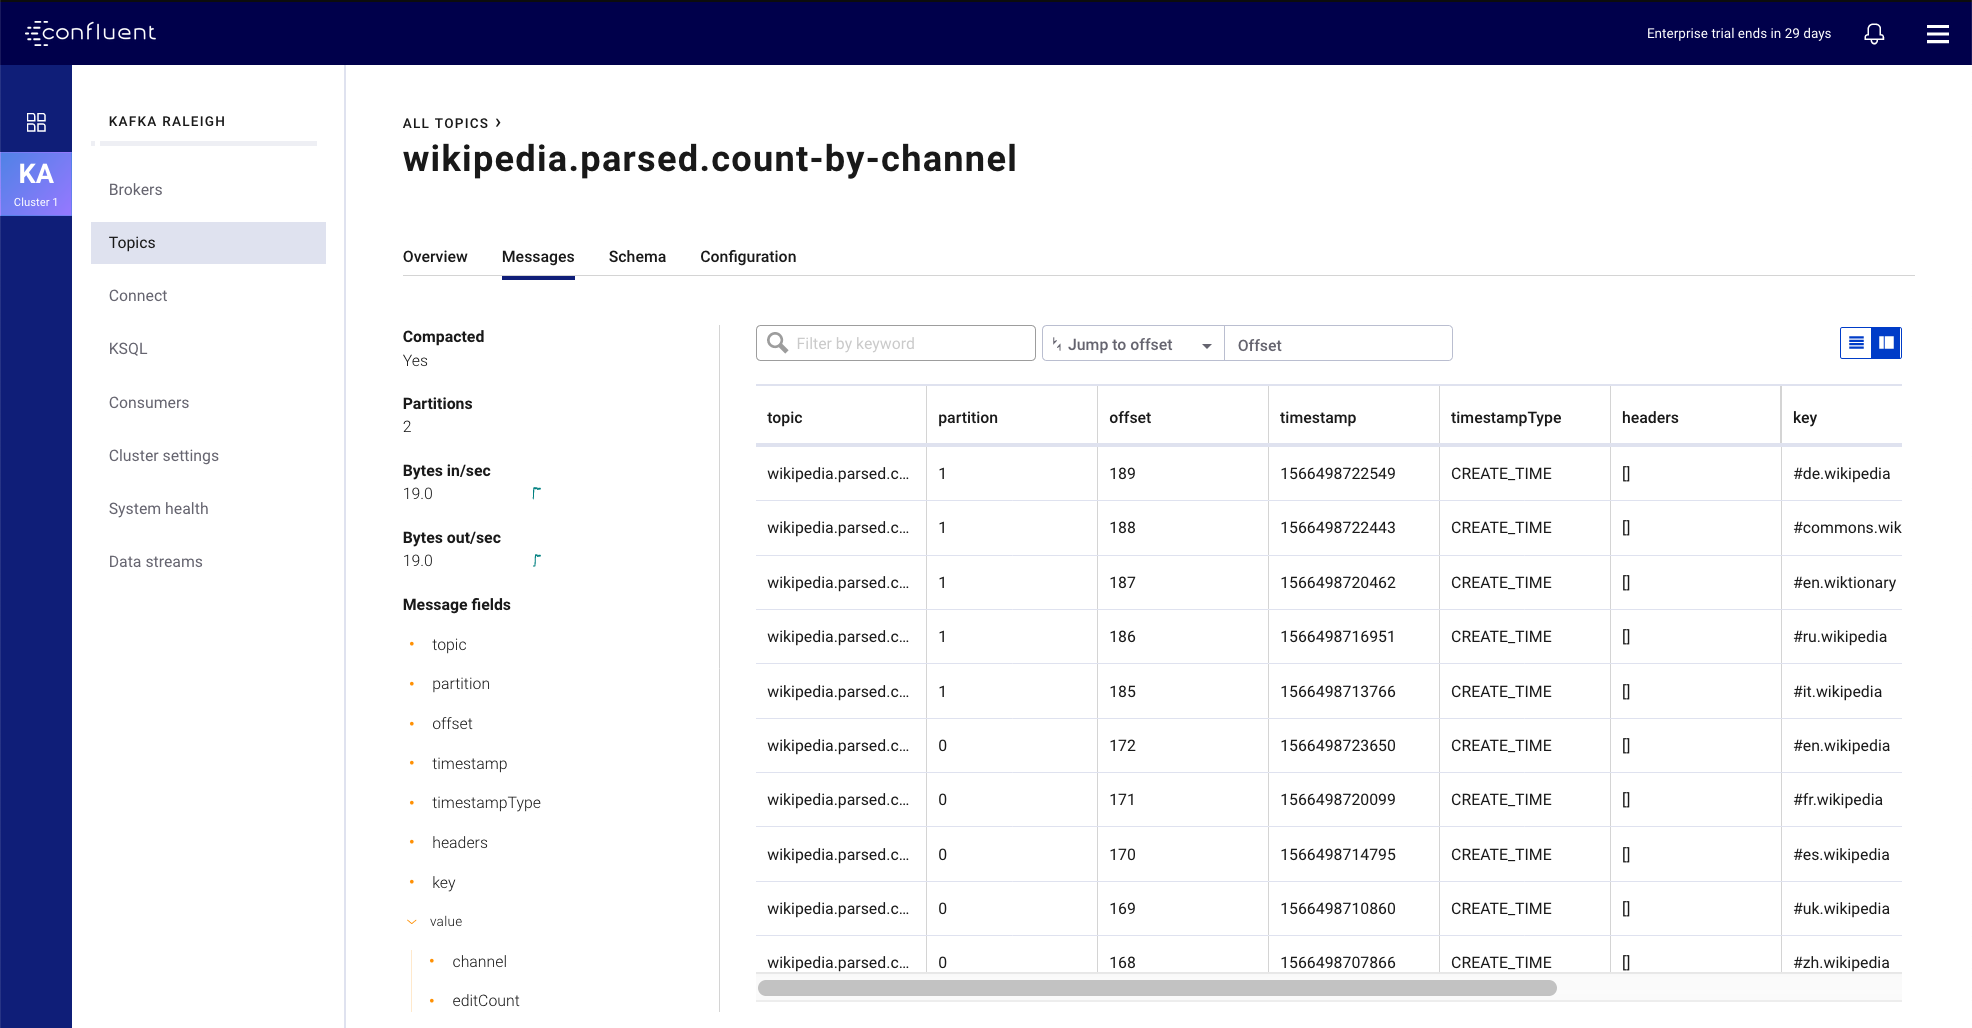 confluent
Enterprise trial ends in 29 days
KA
Cluster 1
KAFKA RALEIGH
Brokers
Topics
Connect
KSQL
Consumers
Cluster settings
System health
Data streams
ALL TOPICS ›
wikipedia.parsed.count-by-channel
Overview Messages Schema Configuration
Compacted
Yes
Partitions
2
Bytes in/sec
19.0
Bytes out/sec
19.0
Message fields
topic
partition
offset
timestamp
timestampType
headers
key
value
channel
editCount
Filter by keyword Jump to offset Offset
topic partition offset timestamp timestampType headers key
wikipedia.parsed.c... 1 189 1566498722549 CREATE_TIME [] #de.wikipedia
wikipedia.parsed.c... 1 188 1566498722443 CREATE_TIME [] #commons.wik
wikipedia.parsed.c... 1 187 1566498720462 CREATE_TIME [] #en.wiktionary
wikipedia.parsed.c... 1 186 1566498716951 CREATE_TIME [] #ru.wikipedia
wikipedia.parsed.c... 1 185 1566498713766 CREATE_TIME [] #it.wikipedia
wikipedia.parsed.c... 0 172 1566498723650 CREATE_TIME [] #en.wikipedia
wikipedia.parsed.c... 0 171 1566498720099 CREATE_TIME [] #fr.wikipedia
wikipedia.parsed.c... 0 170 1566498714795 CREATE_TIME [] #es.wikipedia
wikipedia.parsed.c... 0 169 1566498710860 CREATE_TIME [] #uk.wikipedia
wikipedia.parsed.c... 0 168 1566498707866 CREATE_TIME [] #zh.wikipedia